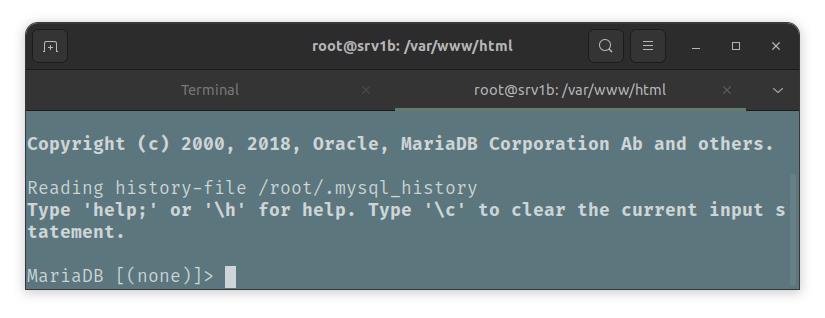 root@srv1b: /var/www/html
Terminal
root@srv1b: /var/www/html
Copyright (c) 2000, 2018, Oracle, MariaDB Corporation Ab and others.
Reading history-file /root/.mysql_history
Type 'help;' or '\h' for help. Type '\c' to clear the current input s
tatement.
MariaDB [(none)]>